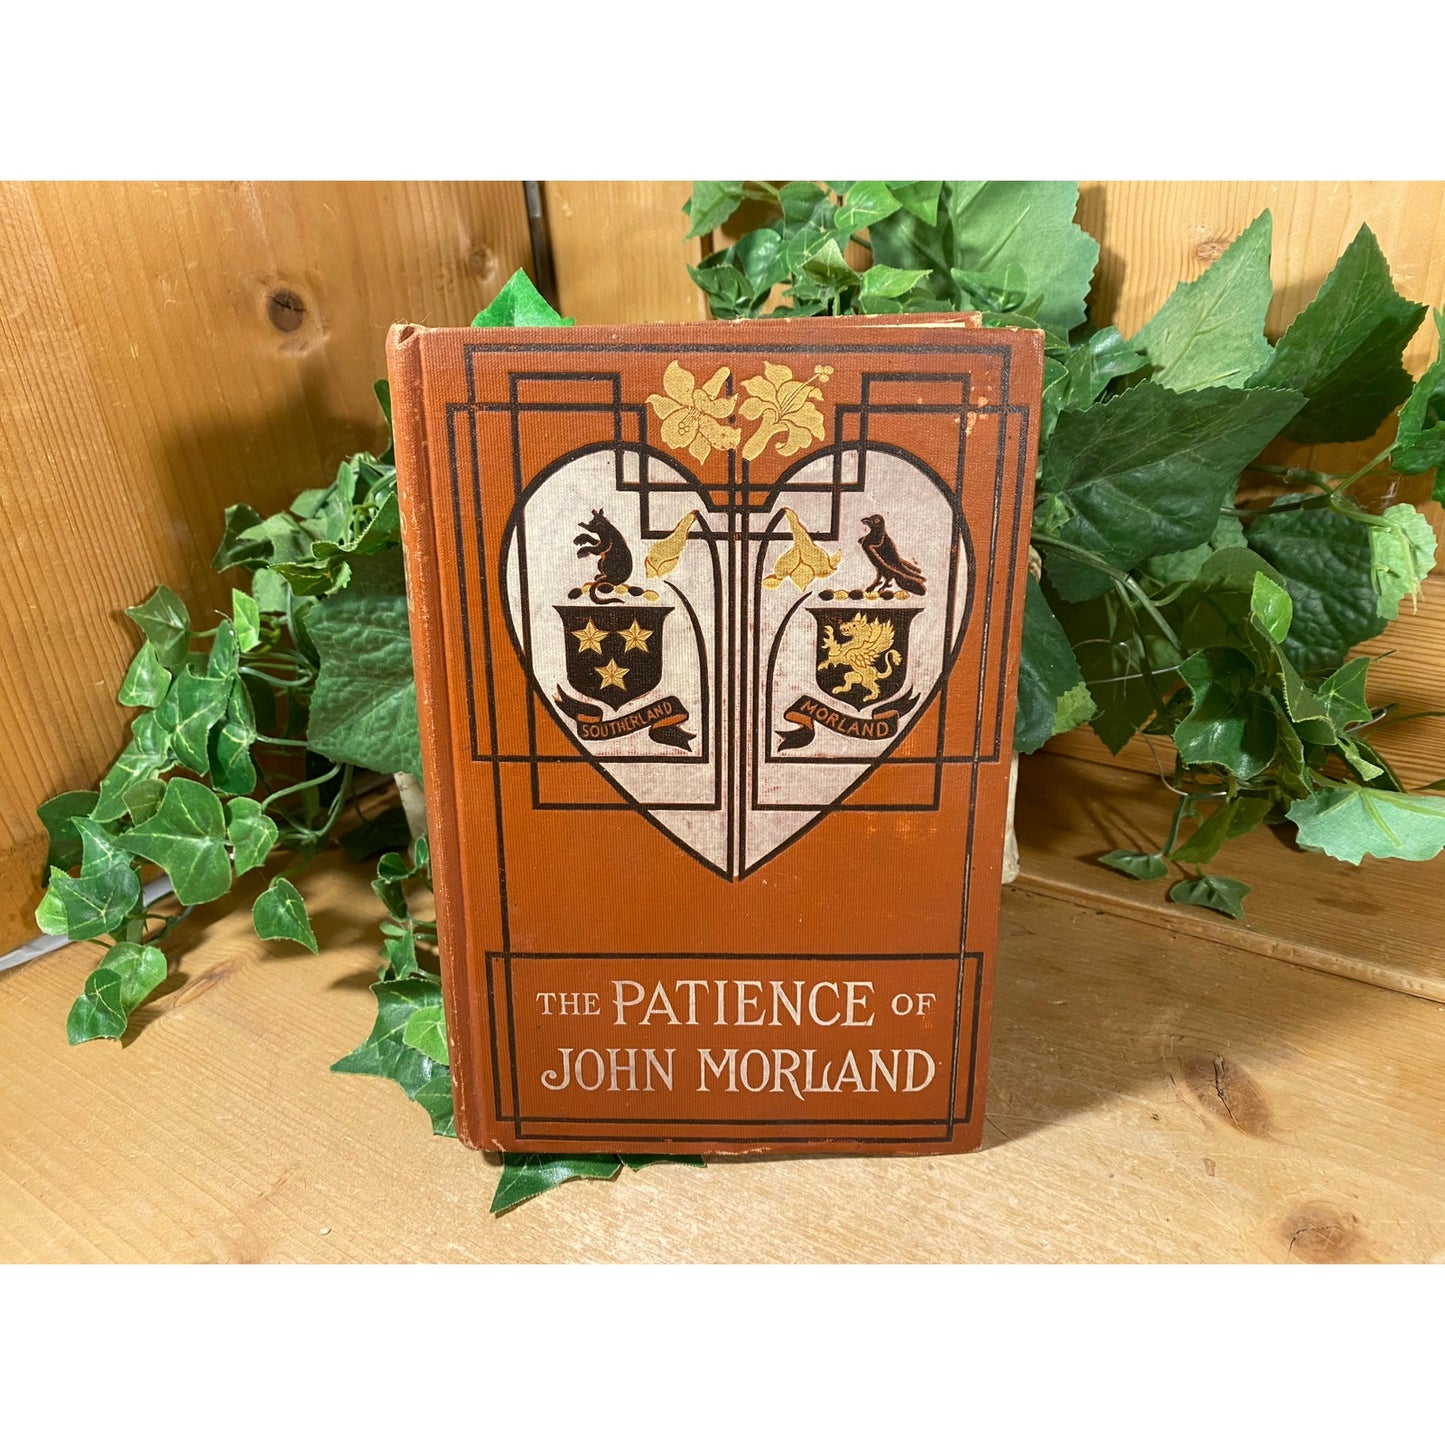 SOUTHERLAND
MORLAND
THE PATIENCE OF
JOHN MORLAND